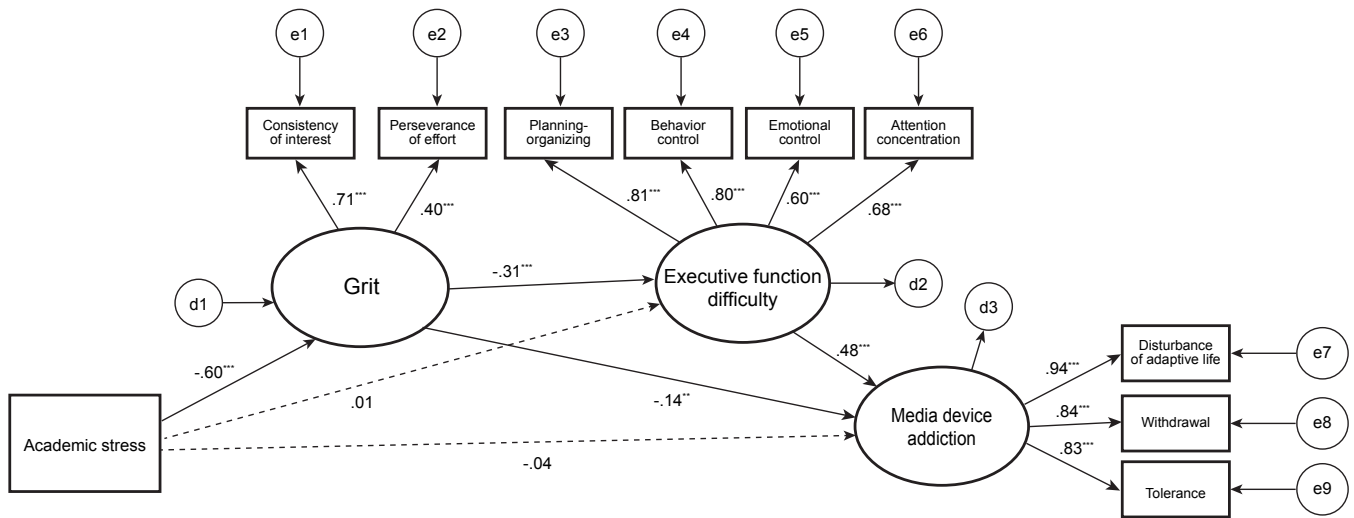 e1
e2
e3
e4
e5
e6
Consistency
of interest
Perseverance
of effort
Planning-
organizing
Behavior
control
Emotional
control
Attention
concentration
.71***
.40***
.81***
.80***
.60***
.68***
Grit
-.31***
Executive function
difficulty
d1
d2
d3
-.60***
.01
-.14**
.48***
-.04
Academic stress
Media device
addiction
.94***
.84***
.83***
Disturbance
of adaptive life
e7
Withdrawal
e8
Tolerance
e9